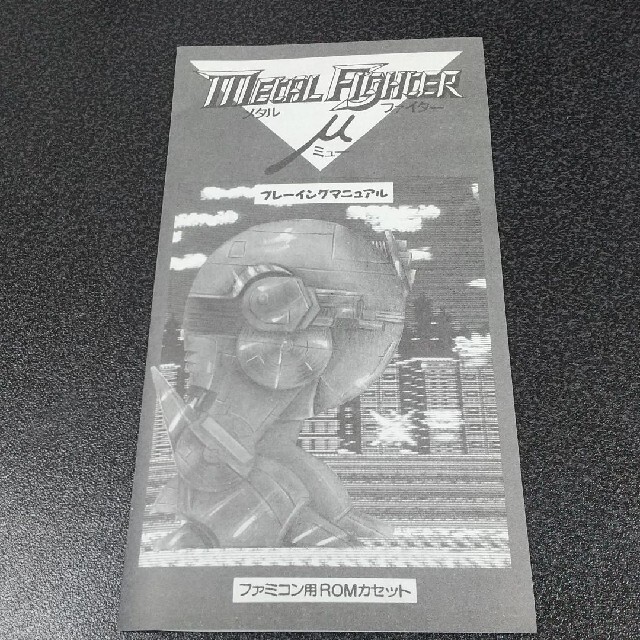 METAL FIGHTER
メタル ファイター
μ
ミュー
プレーイングマニュアル
ファミコン用ROMカセット